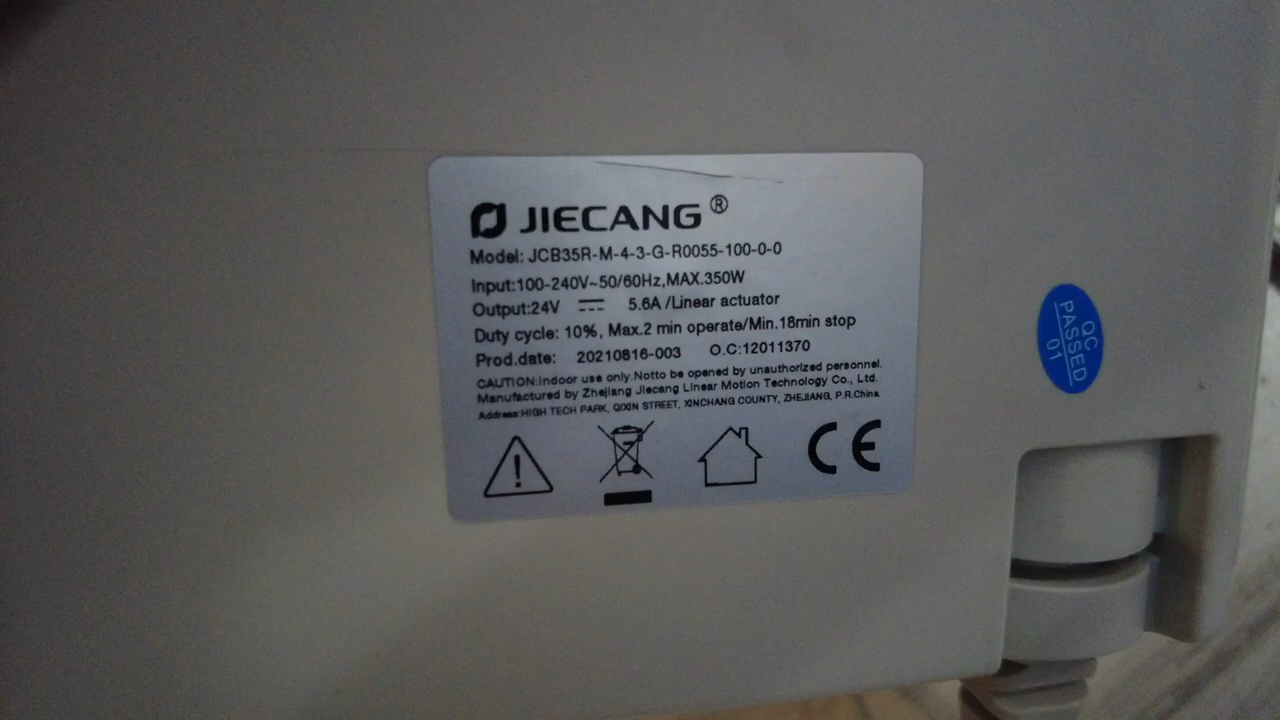 JIECANG®
Model: JCB35R-M-4-3-G-R0055-100-0-0
Input:100-240V~50/60Hz,MAX.350W
Output:24V ⎓ 5.6A /Linear actuator
Duty cycle: 10%, Max.2 min operate/Min.18min stop
Prod.date: 20210816-003 O.C:12011370
CAUTION:Indoor use only.Notto be opened by unauthorized personnel.
Manufactured by Zhejiang Jiecang Linear Motion Technology Co., Ltd.
Address:HIGH TECH PARK, QIXIN STREET, XINCHANG COUNTY, ZHEJIANG, P.R.China.
CE
QC
PASSED
01